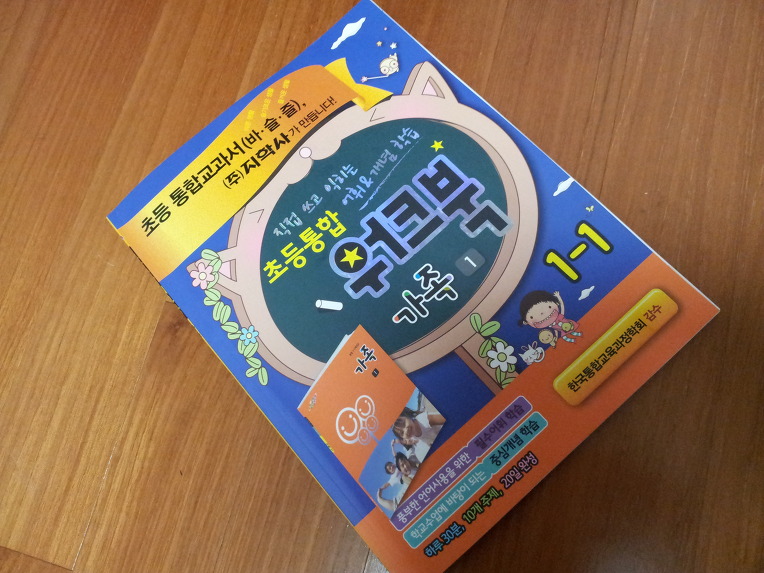 초등 통합교과서(바·슬·즐),
(주)지학사가 만듭니다!
직접 쓰고 익히는
어휘&개념 학습
초등통합
워크북
가족 1
1-1
가족
1
한국통합교육과정학회 감수
풍부한 언어사용을 위한 필수어휘 학습
학교수업에 바탕이 되는 중심개념 학습
하루 30분, 10개 주제, 20일 완성